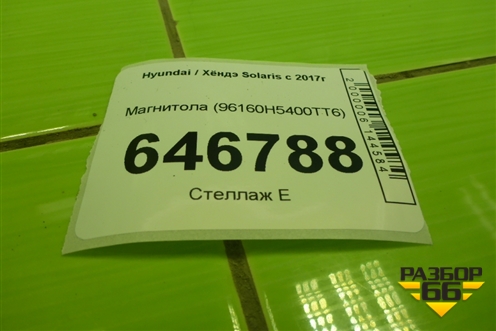 Hyundai / Хёндэ Solaris с 2017г
Магнитола (96160H5400TT6)
646788
Стеллаж Е
2000006144584
РАЗБОР
66